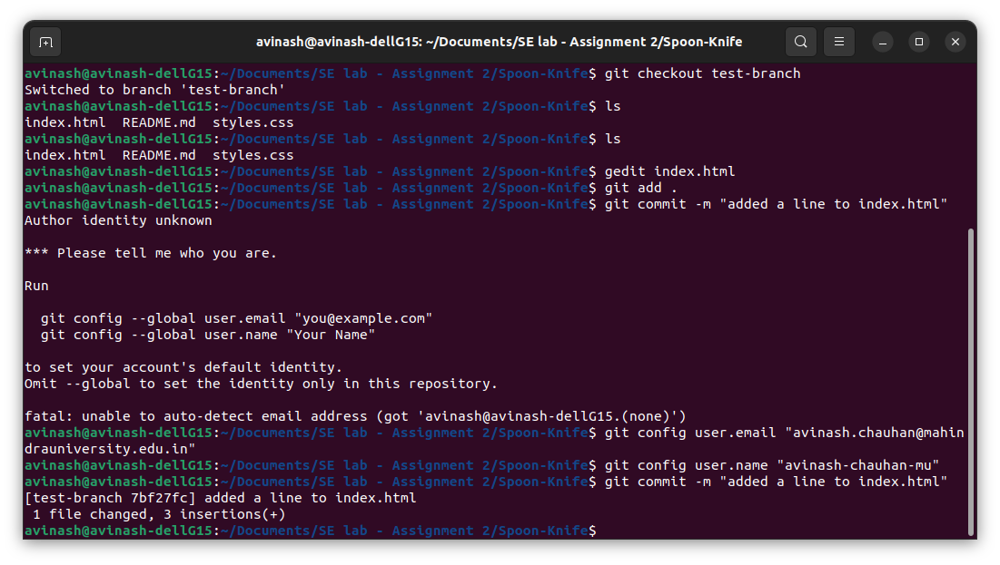 avinash@avinash-dellG15: ~/Documents/SE lab - Assignment 2/Spoon-Knife
avinash@avinash-dellG15:~/Documents/SE lab - Assignment 2/Spoon-Knife$ git checkout test-branch
Switched to branch 'test-branch'
avinash@avinash-dellG15:~/Documents/SE lab - Assignment 2/Spoon-Knife$ ls
index.html  README.md  styles.css
avinash@avinash-dellG15:~/Documents/SE lab - Assignment 2/Spoon-Knife$ ls
index.html  README.md  styles.css
avinash@avinash-dellG15:~/Documents/SE lab - Assignment 2/Spoon-Knife$ gedit index.html
avinash@avinash-dellG15:~/Documents/SE lab - Assignment 2/Spoon-Knife$ git add .
avinash@avinash-dellG15:~/Documents/SE lab - Assignment 2/Spoon-Knife$ git commit -m "added a line to index.html"
Author identity unknown

*** Please tell me who you are.

Run

  git config --global user.email "you@example.com"
  git config --global user.name "Your Name"

to set your account's default identity.
Omit --global to set the identity only in this repository.

fatal: unable to auto-detect email address (got 'avinash@avinash-dellG15.(none)')
avinash@avinash-dellG15:~/Documents/SE lab - Assignment 2/Spoon-Knife$ git config user.email "avinash.chauhan@mahin
drauniversity.edu.in"
avinash@avinash-dellG15:~/Documents/SE lab - Assignment 2/Spoon-Knife$ git config user.name "avinash-chauhan-mu"
avinash@avinash-dellG15:~/Documents/SE lab - Assignment 2/Spoon-Knife$ git commit -m "added a line to index.html"
[test-branch 7bf27fc] added a line to index.html
 1 file changed, 3 insertions(+)
avinash@avinash-dellG15:~/Documents/SE lab - Assignment 2/Spoon-Knife$